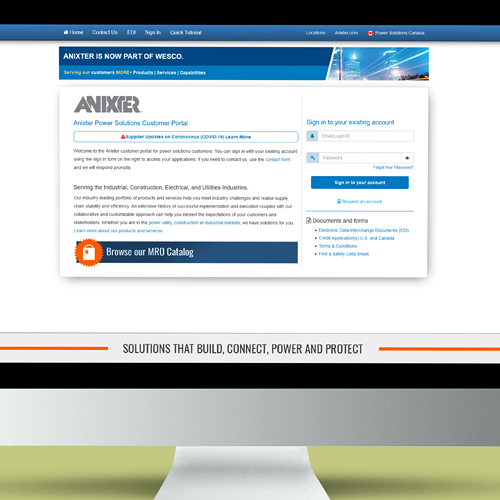 Home Contact Us EDI Sign In Quick Tutorial Locations Anixter.com Power Solutions Canada
ANIXTER IS NOW PART OF WESCO.
Serving our customers MORE> Products | Services | Capabilities
ANIXTER
Anixter Power Solutions Customer Portal
Supplier Updates on Coronavirus (COVID-19) Learn More
Welcome to the Anixter customer portal for power solutions customers. You can sign in with your existing account
using the sign in form on the right to access your applications. If you need to contact us, use the contact form
and we will respond promptly.
Serving the Industrial, Construction, Electrical, and Utilities Industries.
Our industry-leading portfolio of products and services help you meet industry challenges and realize supply
chain stability and efficiency. An extensive history of successful implementation and execution coupled with our
collaborative and customizable approach can help you exceed the expectations of your customers and
stakeholders. Whether you are in the power utility, construction or industrial markets, we have solutions for you.
Learn more about our products and services.
Browse our MRO Catalog
Sign in to your existing account
Email/Login ID
Password
Forgot Your Password?
Sign in to your account
Request an account
Documents and forms
Electronic Data Interchange Documents (EDI)
Credit Application(s) U.S. and Canada
Terms & Conditions
Find a Safety Data Sheet
SOLUTIONS THAT BUILD, CONNECT, POWER AND PROTECT